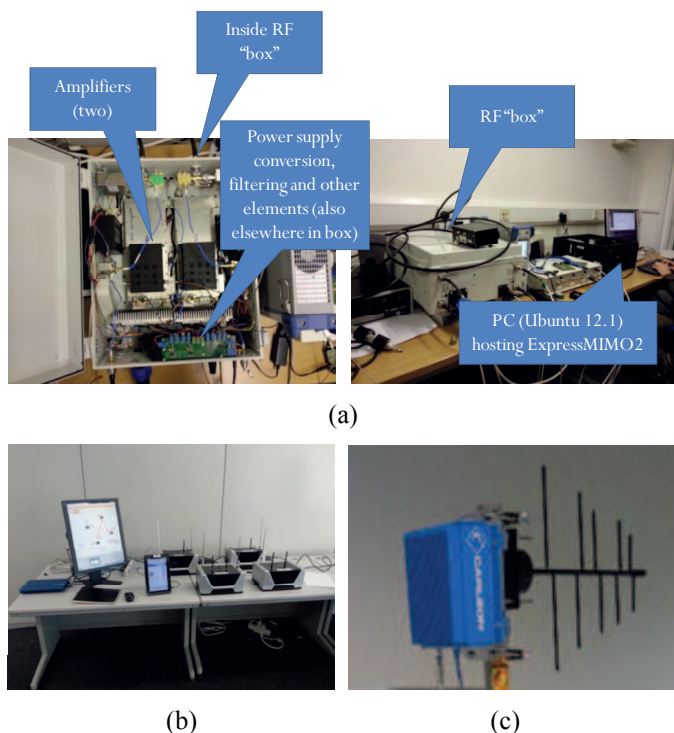 Inside RF
“box”
Amplifiers
(two)
Power supply
conversion,
filtering and other
elements (also
elsewhere in box)
RF“box”
PC (Ubuntu 12.1)
hosting ExpressMIMO2
(a)
CARLSON
(b)
(c)